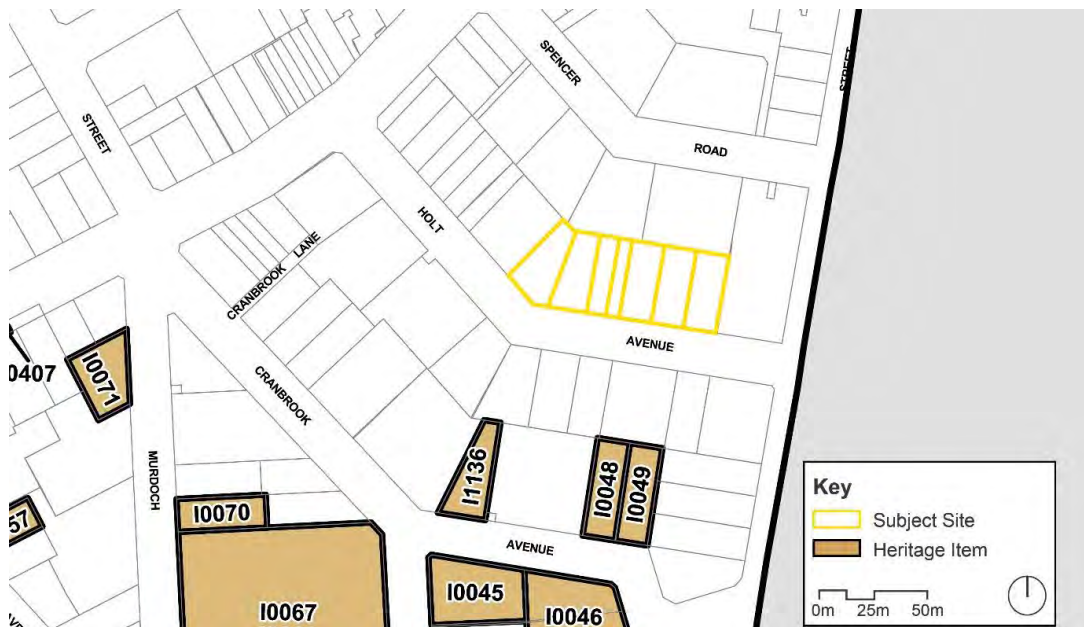 SPENCER
STREET
STREET
ROAD
HOLT
CRANBROOK LANE
AVENUE
0407
I0071
CRANBROOK
MURDOCH
I1136
I0048
I0049
57
I0070
AVENUE
I0045
I0067
I0046
Key
Subject Site
Heritage Item
0m 25m 50m